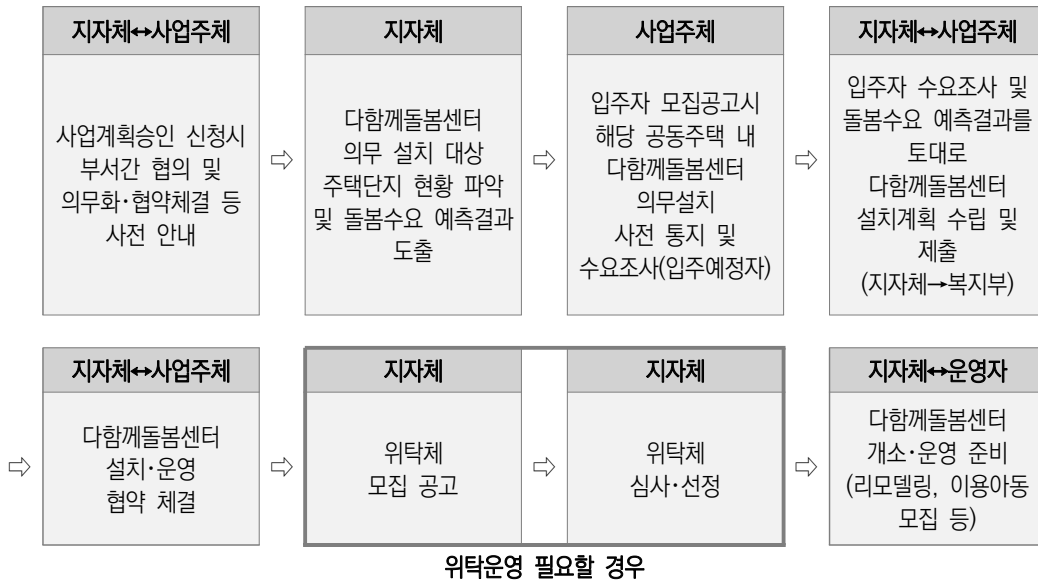 지자체↔사업주체
사업계획승인 신청시
부서간 협의 및
의무화·협약체결 등
사전 안내
⇨
지자체
다함께돌봄센터
의무 설치 대상
주택단지 현황 파악
및 돌봄수요 예측결과
도출
⇨
사업주체
입주자 모집공고시
해당 공동주택 내
다함께돌봄센터
의무설치
사전 통지 및
수요조사(입주예정자)
⇨
지자체↔사업주체
입주자 수요조사 및
돌봄수요 예측결과를
토대로
다함께돌봄센터
설치계획 수립 및
제출
(지자체→복지부)
⇨
지자체↔사업주체
다함께돌봄센터
설치·운영
협약 체결
⇨
지자체
위탁체
모집 공고
⇨
지자체
위탁체
심사·선정
⇨
지자체↔운영자
다함께돌봄센터
개소·운영 준비
(리모델링, 이용아동
모집 등)
위탁운영 필요할 경우